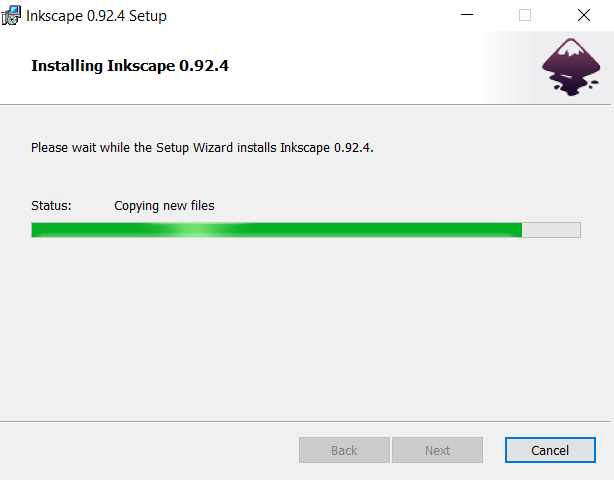 Inkscape 0.92.4 Setup
Installing Inkscape 0.92.4
Please wait while the Setup Wizard installs Inkscape 0.92.4.
Status: Copying new files
Back Next Cancel